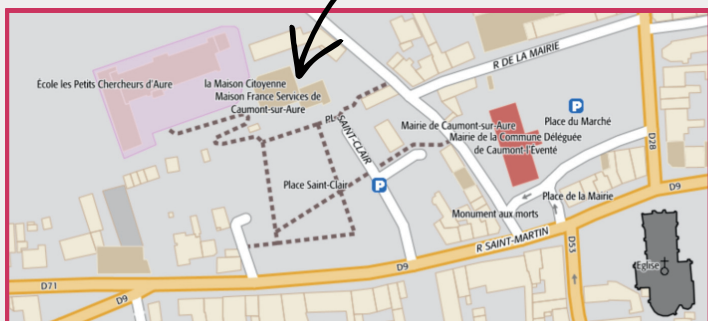 R DE LA MAIRIE
École les Petits Chercheurs d'Aure
la Maison Citoyenne
Maison France Services de
Caumont-sur-Aure
P
Place du Marché
PL. SAINT-CLAIR
Mairie de Caumont-sur-Aure
Mairie de la Commune Déléguée
de Caumont-l'Éventé
D28
Place Saint-Clair
P
D9
Place de la Mairie
Monument aux morts
R SAINT-MARTIN
D53
Église
D9
D71
D9